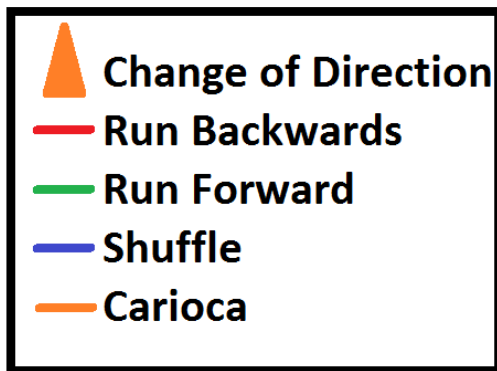 Change of Direction
Run Backwards
Run Forward
Shuffle
Carioca